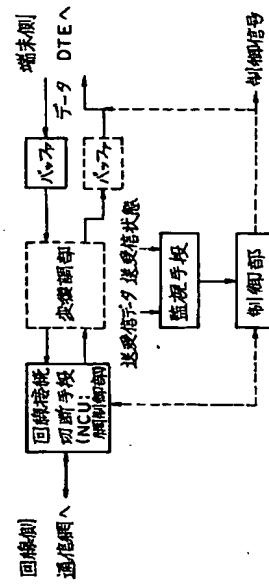 端末側
DTEへ
データ
制御信号
バッファ
バッファ
変復調部
送受信データ
送受信状態
監視手段
制御部
回線接続
切断手段
(NCU:
網制御部)
回線側
通信網へ